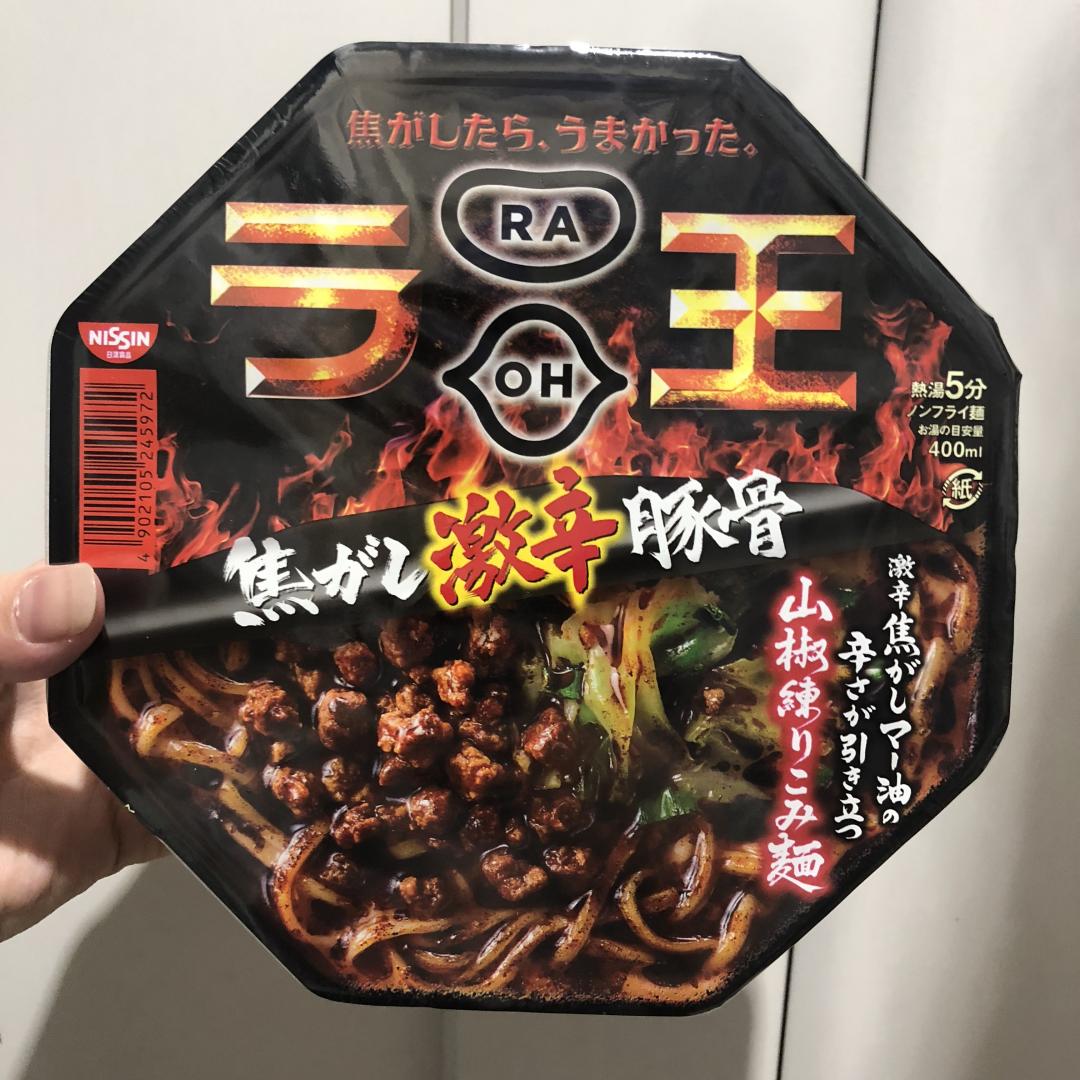 焦がしたら、うまかった。
ラ王
RA
OH
NISSIN
日清食品
4 902105 245972
熱湯5分
ノンフライ麺
お湯の目安量
400ml
紙
焦がし激辛豚骨
激辛焦がしマー油の
辛さが引き立つ
山椒練りこみ麺